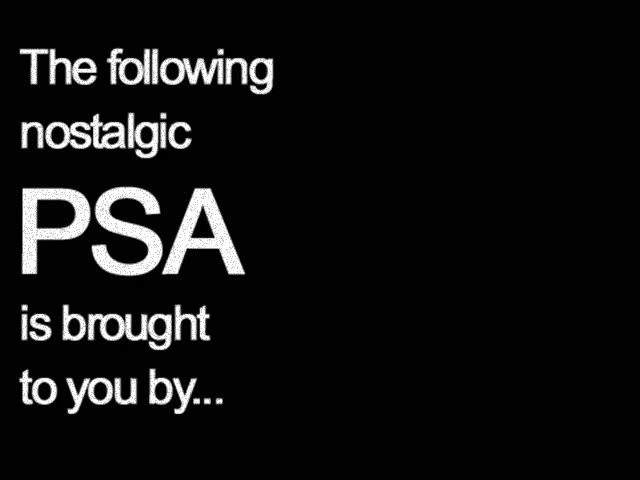 The following
nostalgic
PSA
is brought
to you by...